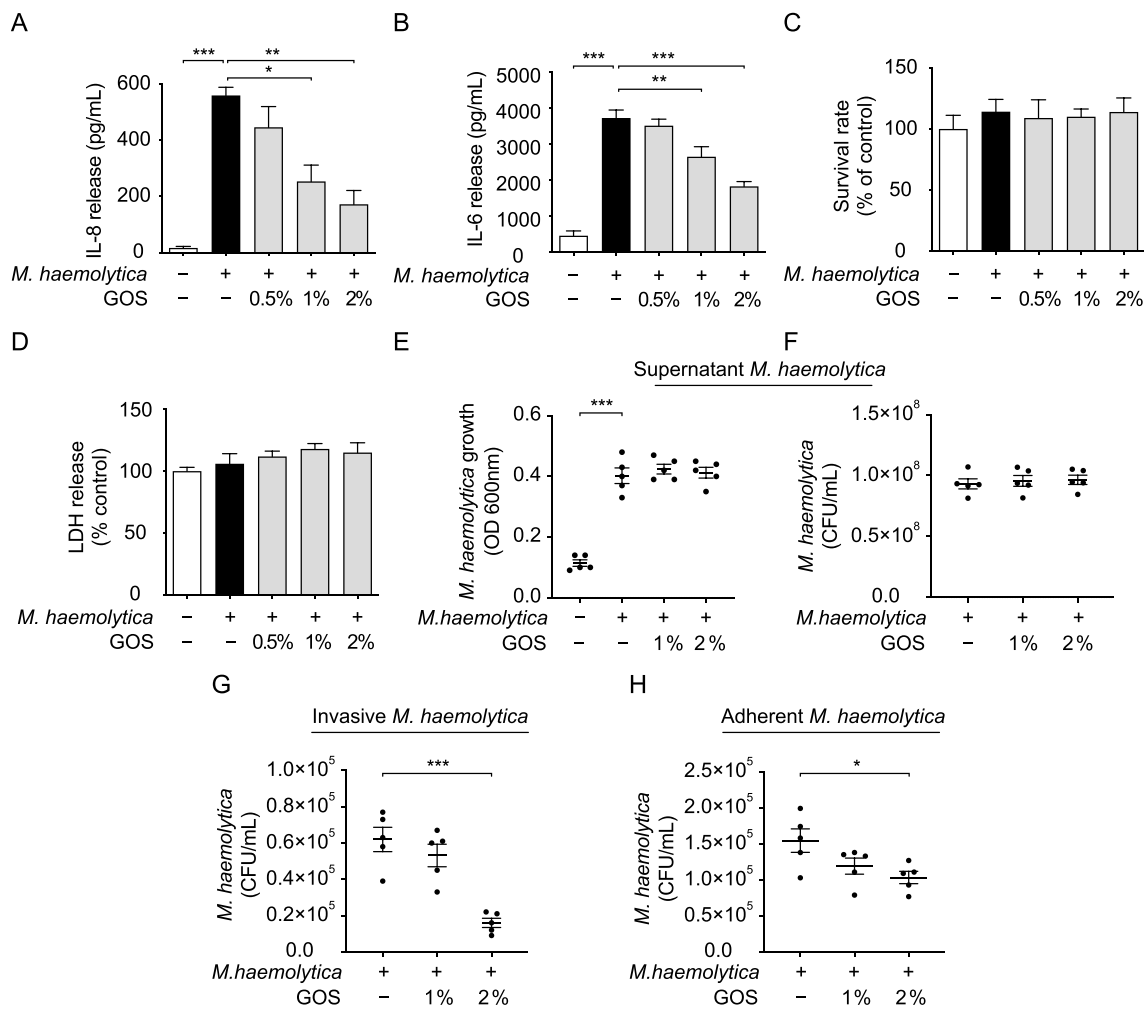 A
IL-8 release (pg/mL)
600
400
200
0
***
**
*
M. haemolytica – + + + +
GOS – – 0.5% 1% 2%
B
IL-6 release (pg/mL)
5000
4000
3000
2000
1000
0
***
***
**
– + + + +
– – 0.5% 1% 2%
C
Survival rate
(% of control)
150
100
50
0
– + + + +
– – 0.5% 1% 2%
D
LDH release
(% control)
150
100
50
0
M. haemolytica – + + + +
GOS – – 0.5% 1% 2%
Supernatant M. haemolytica
E
M. haemolytica growth
(OD 600nm)
0.6
0.4
0.2
0.0
***
M.haemolytica – + + +
GOS – – 1% 2%
F
M. haemolytica
(CFU/mL)
1.5×10⁸
1.0×10⁸
0.5×10⁸
0.0
M.haemolytica + + +
GOS – 1% 2%
G
Invasive M. haemolytica
M. haemolytica
(CFU/mL)
1.0×10⁵
0.8×10⁵
0.6×10⁵
0.4×10⁵
0.2×10⁵
0.0
***
M.haemolytica + + +
GOS – 1% 2%
H
Adherent M. haemolytica
M. haemolytica
(CFU/mL)
2.5×10⁵
2.0×10⁵
1.5×10⁵
1.0×10⁵
0.5×10⁵
0.0
*
M.haemolytica + + +
GOS – 1% 2%